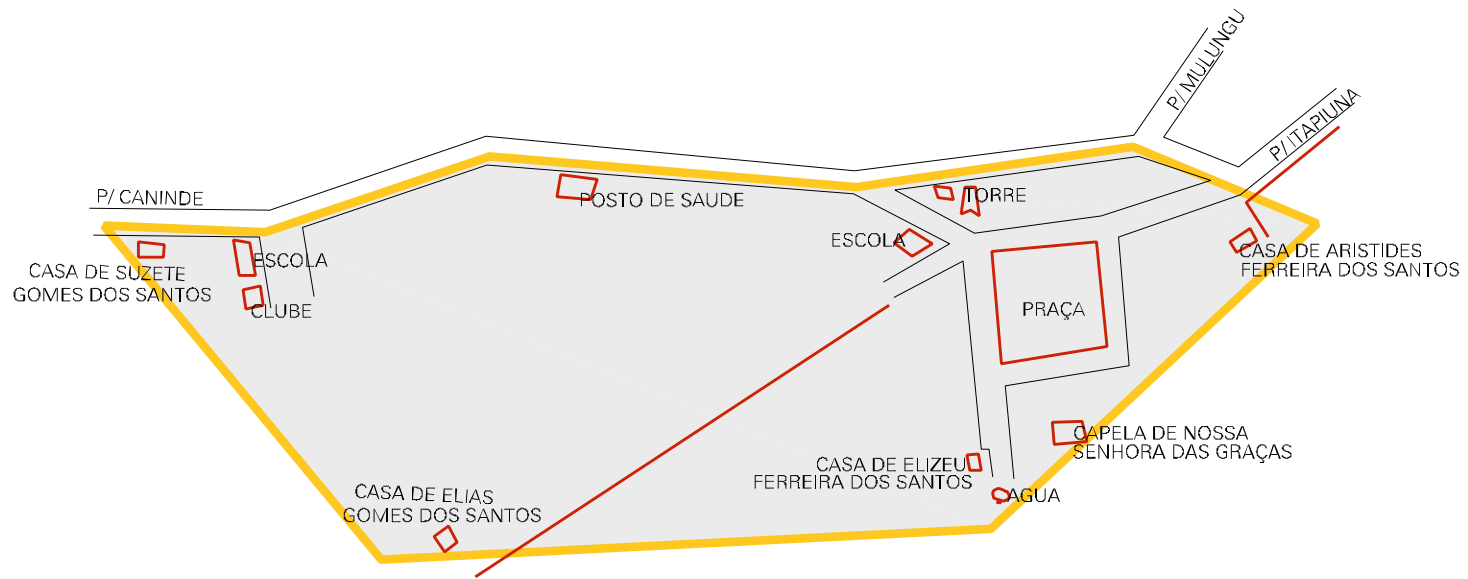 P/ MULUNGU
P/ ITAPIUNA
P/ CANINDE
POSTO DE SAUDE
TORRE
ESCOLA
CASA DE ARISTIDES
FERREIRA DOS SANTOS
ESCOLA
CASA DE SUZETE
GOMES DOS SANTOS
CLUBE
PRAÇA
CAPELA DE NOSSA
SENHORA DAS GRAÇAS
CASA DE ELIZEU
FERREIRA DOS SANTOS
AGUA
CASA DE ELIAS
GOMES DOS SANTOS